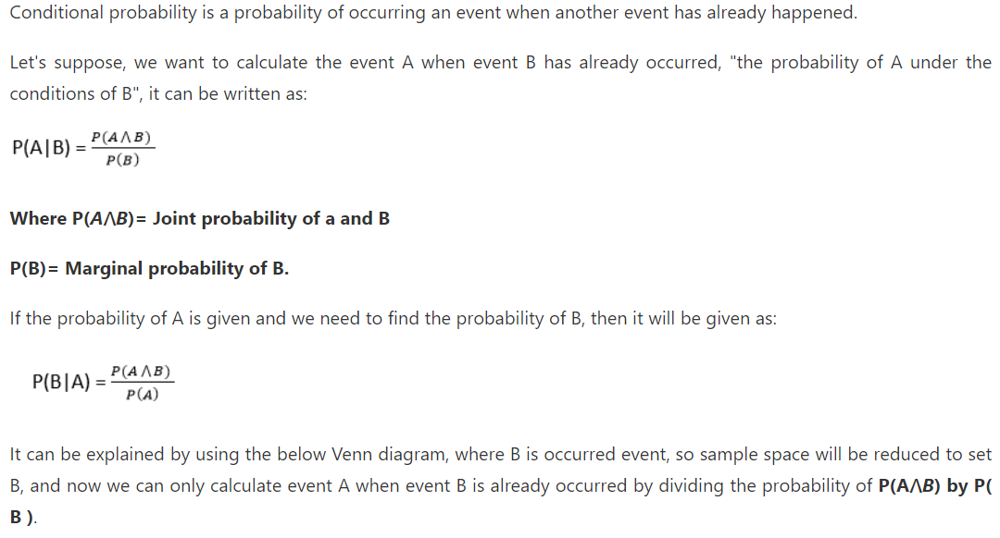 Conditional probability is a probability of occurring an event when another event has already happened.
Let's suppose, we want to calculate the event A when event B has already occurred, "the probability of A under the
conditions of B", it can be written as:
P(A|B) = P(A⋀B) / P(B)
Where P(A⋀B)= Joint probability of a and B
P(B)= Marginal probability of B.
If the probability of A is given and we need to find the probability of B, then it will be given as:
P(B|A) = P(A⋀B) / P(A)
It can be explained by using the below Venn diagram, where B is occurred event, so sample space will be reduced to set
B, and now we can only calculate event A when event B is already occurred by dividing the probability of P(A⋀B) by P(
B ).